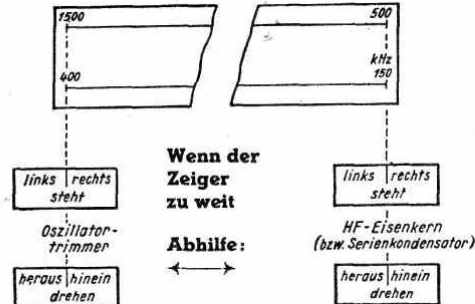 1500
500
kHz
400
150
links rechts
steht
Wenn der
Zeiger
zu weit
links rechts
steht
Oszillator-
trimmer
Abhilfe:
HF-Eisenkern
(bzw. Serienkondensator)
heraus hinein
drehen
heraus hinein
drehen